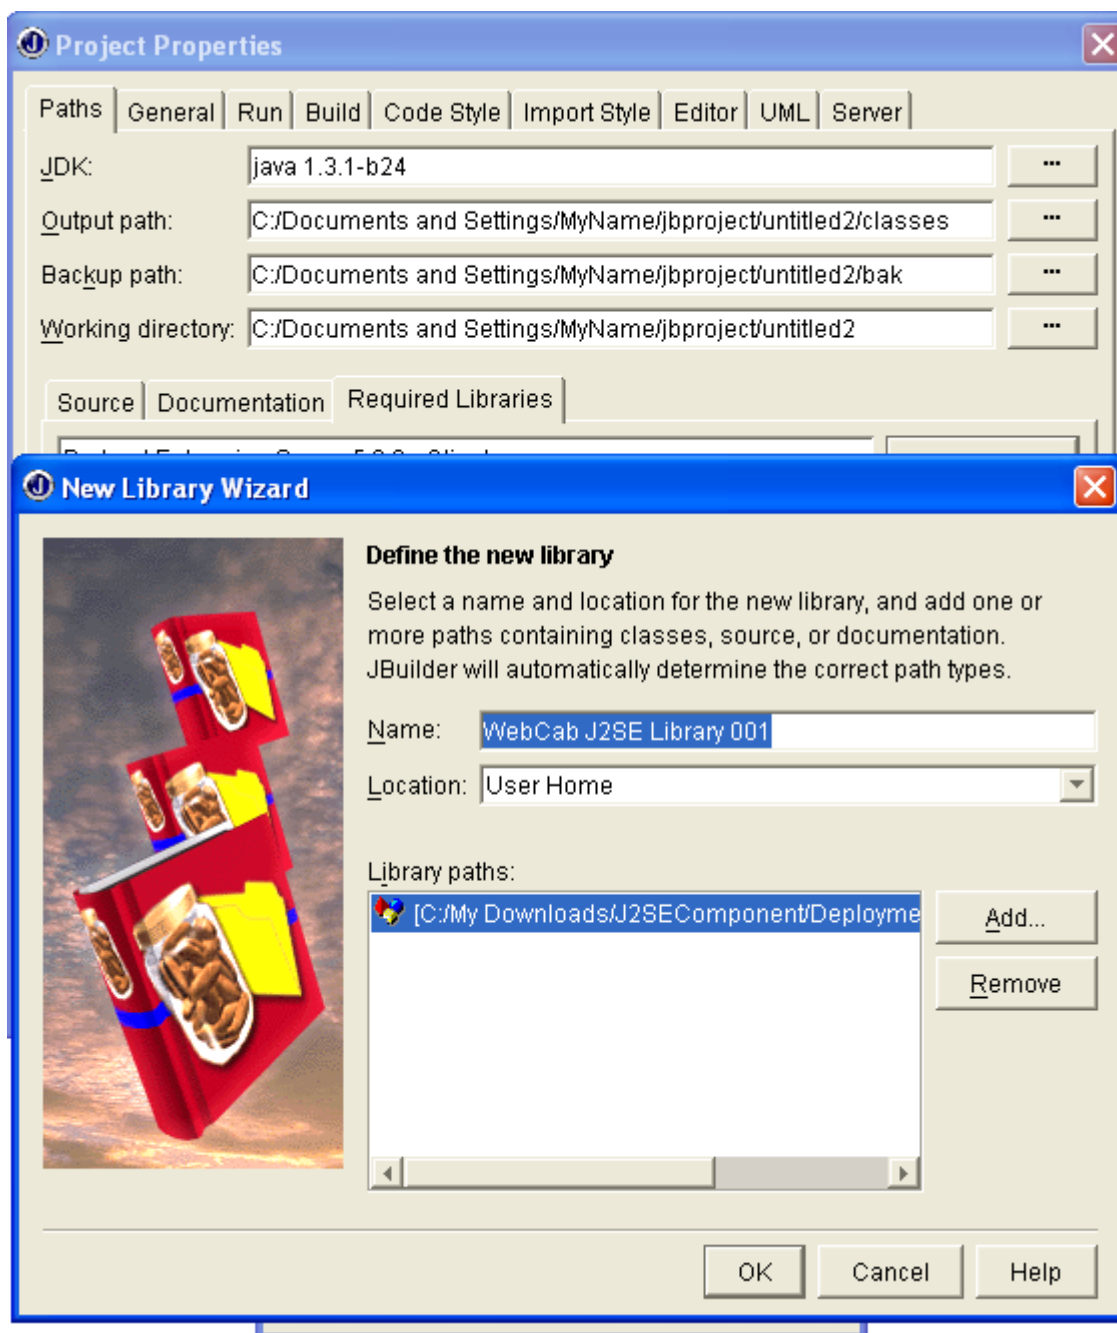 Project Properties
Paths General Run Build Code Style Import Style Editor UML Server
JDK: java 1.3.1-b24 ...
Output path: C:/Documents and Settings/MyName/jbproject/untitled2/classes ...
Backup path: C:/Documents and Settings/MyName/jbproject/untitled2/bak ...
Working directory: C:/Documents and Settings/MyName/jbproject/untitled2 ...
Source Documentation Required Libraries
New Library Wizard
Define the new library
Select a name and location for the new library, and add one or
more paths containing classes, source, or documentation.
JBuilder will automatically determine the correct path types.
Name: WebCab J2SE Library 001
Location: User Home
Library paths:
[C:/My Downloads/J2SEComponent/Deployme
Add...
Remove
OK Cancel Help